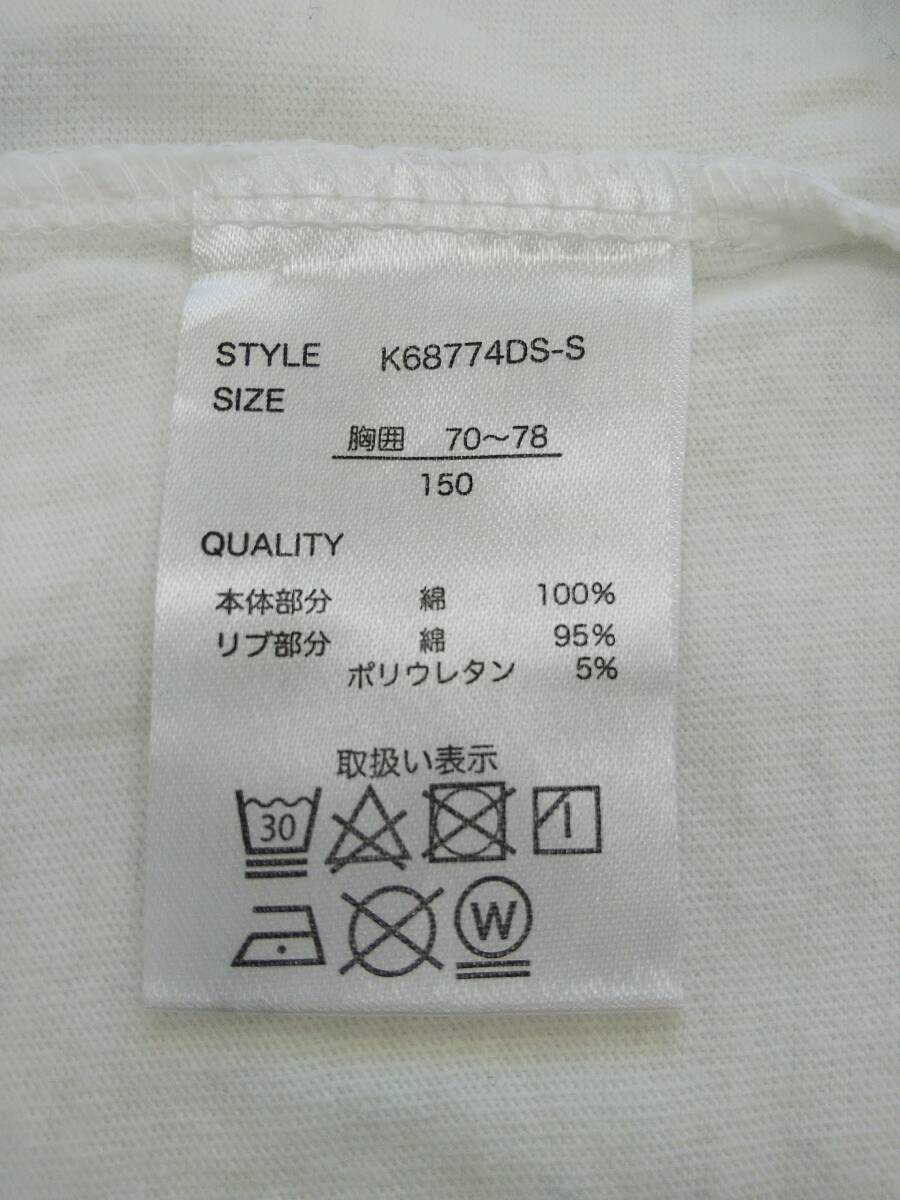 STYLE K68774DS-S
SIZE
胸囲 70〜78
150
QUALITY
本体部分 綿 100%
リブ部分 綿 95%
ポリウレタン 5%
取扱い表示
30
W